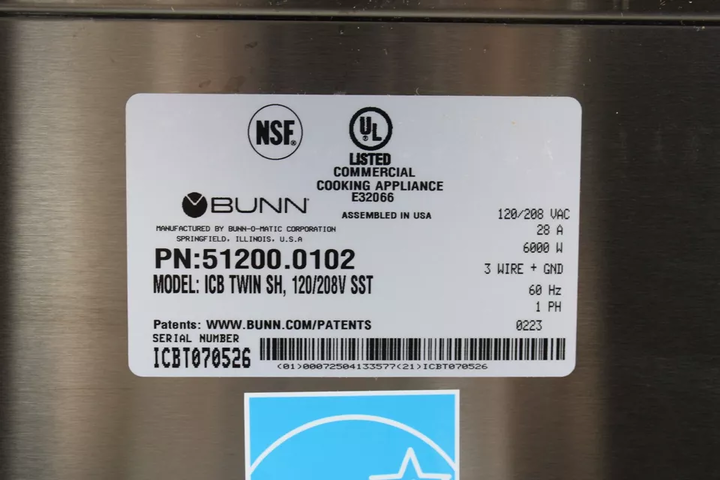 NSF.
UL
LISTED
COMMERCIAL
COOKING APPLIANCE
E32066
ASSEMBLED IN USA
BUNN
MANUFACTURED BY BUNN-O-MATIC CORPORATION
SPRINGFIELD, ILLINOIS, U.S.A
PN:51200.0102
MODEL: ICB TWIN SH, 120/208V SST
120/208 VAC
28 A
6000 W
3 WIRE + GND
60 Hz
1 PH
0223
Patents: WWW.BUNN.COM/PATENTS
SERIAL NUMBER
ICBT070526
(01)00072504133577(21)ICBT070526